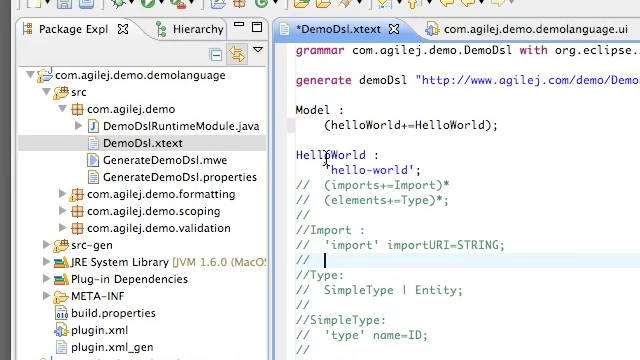 Package Expl
Hierarchy
com.agilej.demo.demolanguage
src
com.agilej.demo
DemoDslRuntimeModule.java
DemoDsl.xtext
GenerateDemoDsl.mwe
GenerateDemoDsl.properties
com.agilej.demo.formatting
com.agilej.demo.scoping
com.agilej.demo.validation
src-gen
JRE System Library [JVM 1.6.0]
Plug-in Dependencies
META-INF
build.properties
plugin.xml
plugin.xml_gen
*DemoDsl.xtext
com.agilej.demo.demolanguage.ui
grammar com.agilej.demo.DemoDsl with org.eclipse.
generate demoDsl "http://www.agilej.com/demo/Demo
Model :
(helloWorld+=HelloWorld);
HelloWorld :
'hello-world';
// (imports+=Import)*
// (elements+=Type)*;
//
//Import :
// 'import' importURI=STRING;
//
//Type:
// SimpleType | Entity;
//
//SimpleType:
// 'type' name=ID;
//